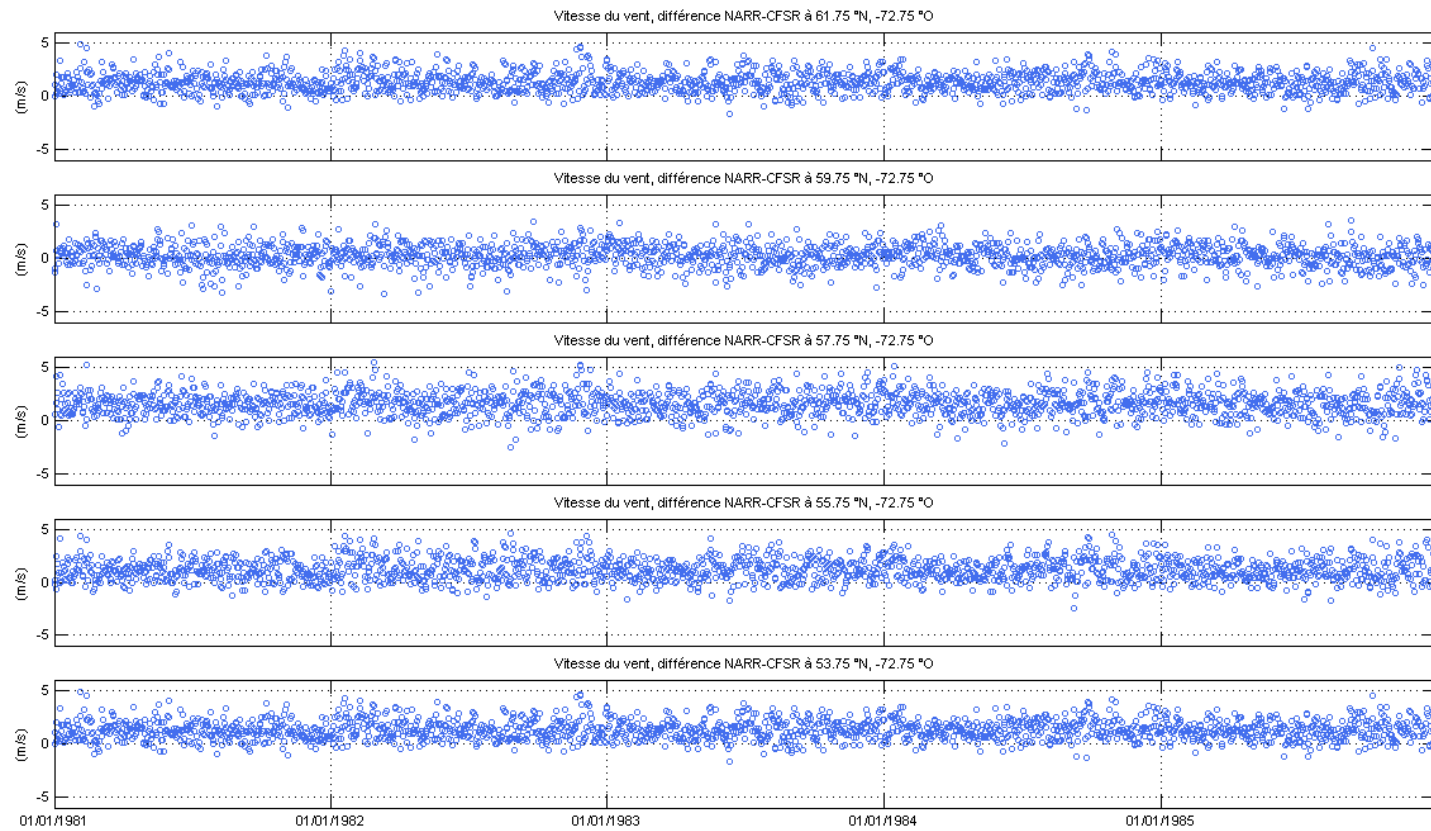 Vitesse du vent, différence NARR-CFSR à 61.75 °N, -72.75 °O
5
0
-5
(m/s)
Vitesse du vent, différence NARR-CFSR à 59.75 °N, -72.75 °O
5
0
-5
(m/s)
Vitesse du vent, différence NARR-CFSR à 57.75 °N, -72.75 °O
5
0
-5
(m/s)
Vitesse du vent, différence NARR-CFSR à 55.75 °N, -72.75 °O
5
0
-5
(m/s)
Vitesse du vent, différence NARR-CFSR à 53.75 °N, -72.75 °O
5
0
-5
(m/s)
01/01/1981 01/01/1982 01/01/1983 01/01/1984 01/01/1985